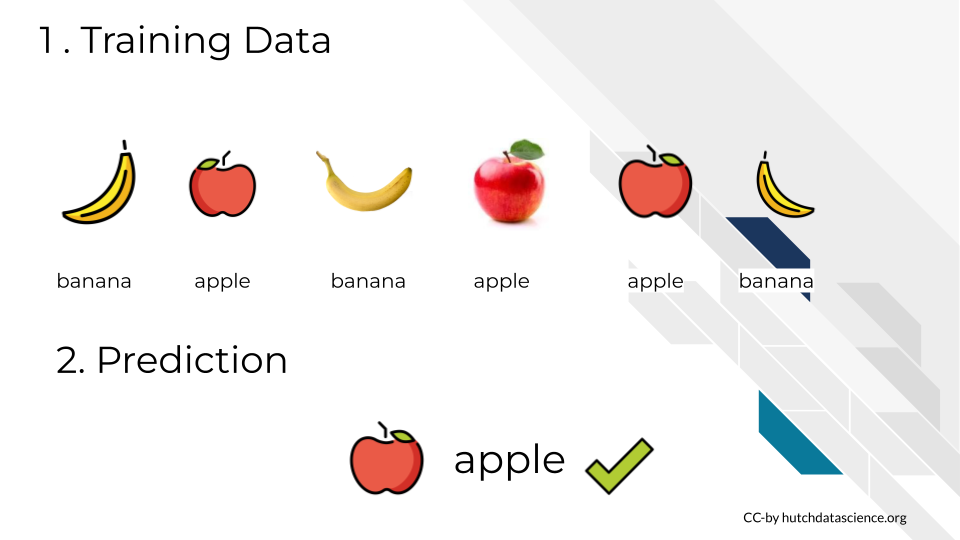 1 . Training Data
banana apple banana apple apple banana
2. Prediction
apple
CC-by hutchdatascience.org